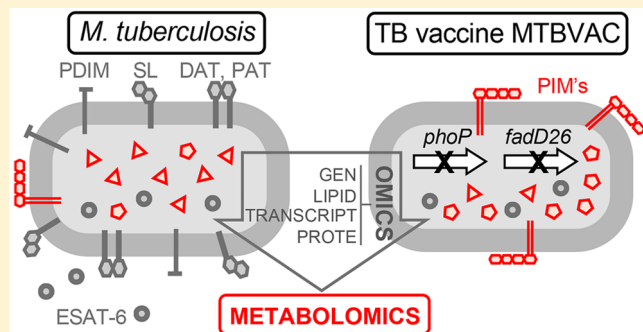 M. tuberculosis
TB vaccine MTBVAC
PDIM
SL
DAT, PAT
PIM's
phoP
fadD26
X
X
GEN
LIPID
TRANSCRIPT
PROTE
OMICS
ESAT-6
METABOLOMICS